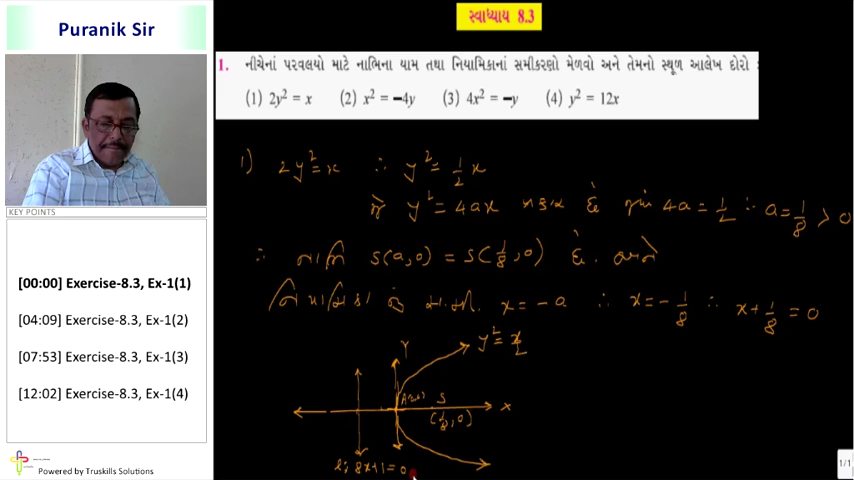 Puranik Sir
KEY POINTS
[00:00] Exercise-8.3, Ex-1(1)
[04:09] Exercise-8.3, Ex-1(2)
[07:53] Exercise-8.3, Ex-1(3)
[12:02] Exercise-8.3, Ex-1(4)
Powered by Truskills Solutions
સ્વાધ્યાય 8.3
1. નીચેનાં પરવલયો માટે નાભિના યામ તથા નિયામિકાનાં સમીકરણો મેળવો અને તેમનો સ્થૂળ આલેખ દોરો :
(1) 2y² = x (2) x² = –4y (3) 4x² = –y (4) y² = 12x
1) 2y² = x ∴ y² = 1/2 x
જે y² = 4ax છે 4a = 1/2 ∴ a = 1/8 > 0
∴ નાભિ S(a, 0) = S(1/8, 0) છે. અને
નિયામિકા નું x = – a ∴ x = – 1/8 ∴ x + 1/8 = 0
Y
y² = x/2
S
X
(1/8, 0)
l: 8x+1=0
1/1